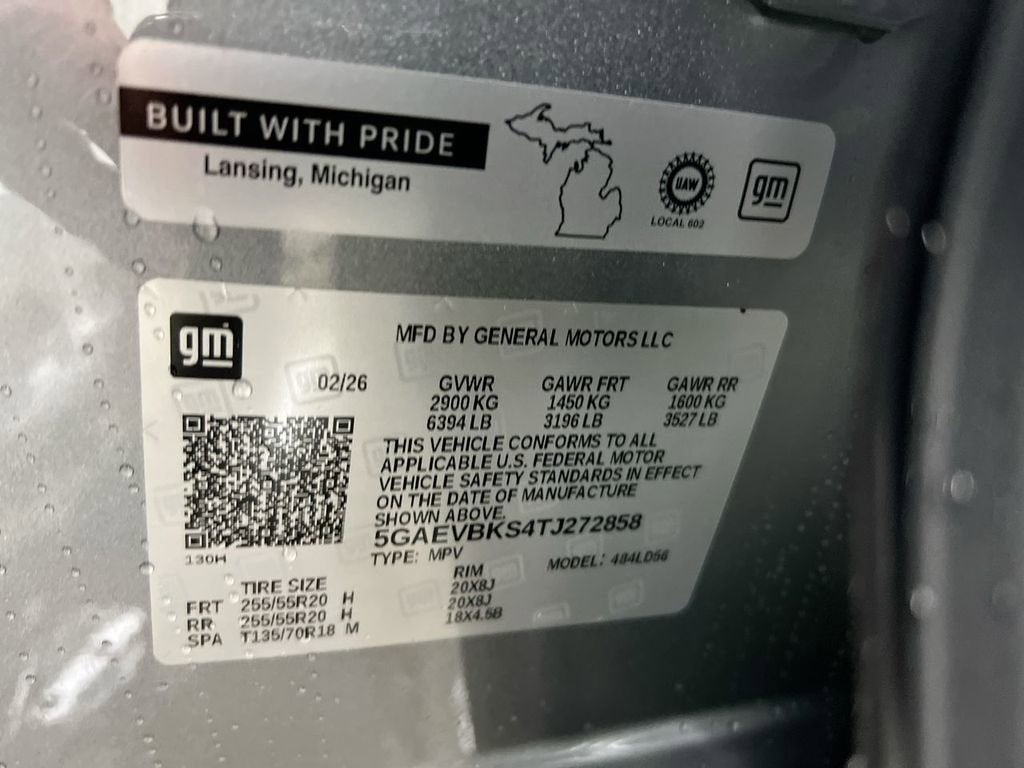 BUILT WITH PRIDE
Lansing, Michigan
UAW
LOCAL 602
gm
gm
MFD BY GENERAL MOTORS LLC
02/26 GVWR GAWR FRT GAWR RR
2900 KG 1450 KG 1600 KG
6394 LB 3196 LB 3527 LB
THIS VEHICLE CONFORMS TO ALL
APPLICABLE U.S. FEDERAL MOTOR
VEHICLE SAFETY STANDARDS IN EFFECT
ON THE DATE OF MANUFACTURE
SHOWN ABOVE.
5GAEVBKS4TJ272858
130H
TYPE: MPV MODEL: 4 LD56
TIRE SIZE RIM
FRT 255/55R20 H 20X8J
RR 255/55R20 H 20X8J
SPA T135/70R18 M 18X4.5B